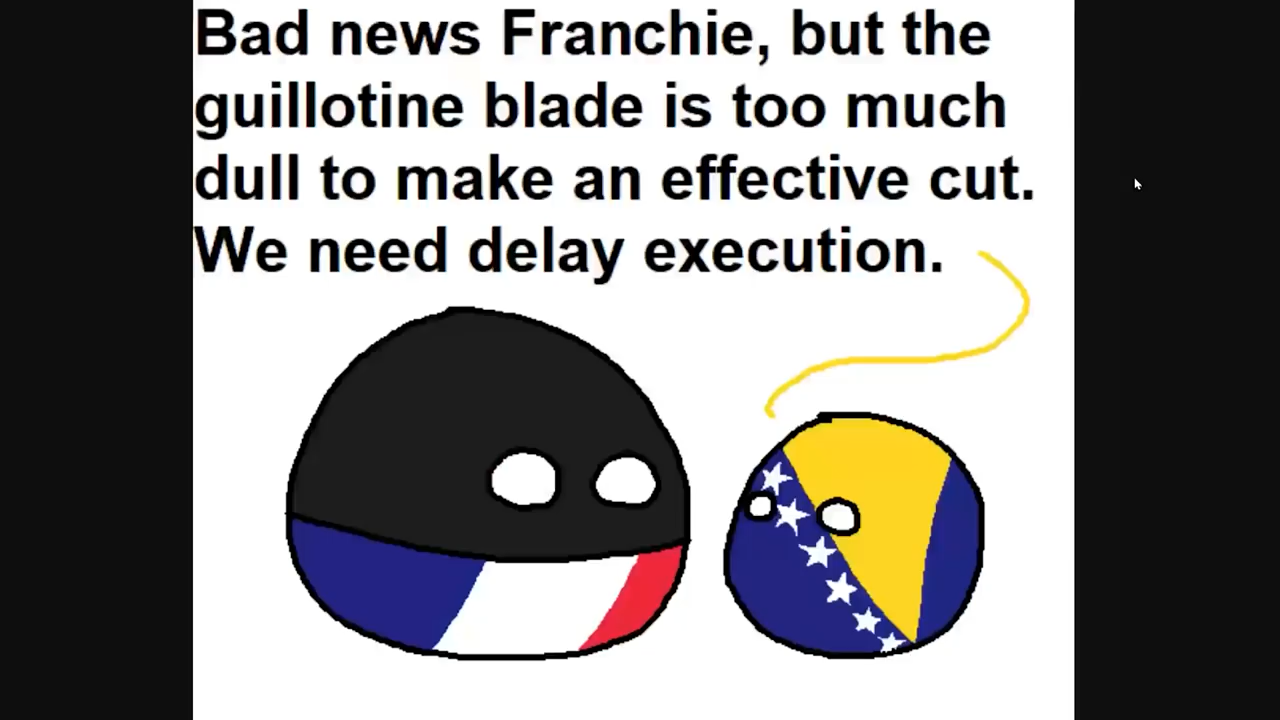 Bad news Franchie, but the
guillotine blade is too much
dull to make an effective cut.
We need delay execution.